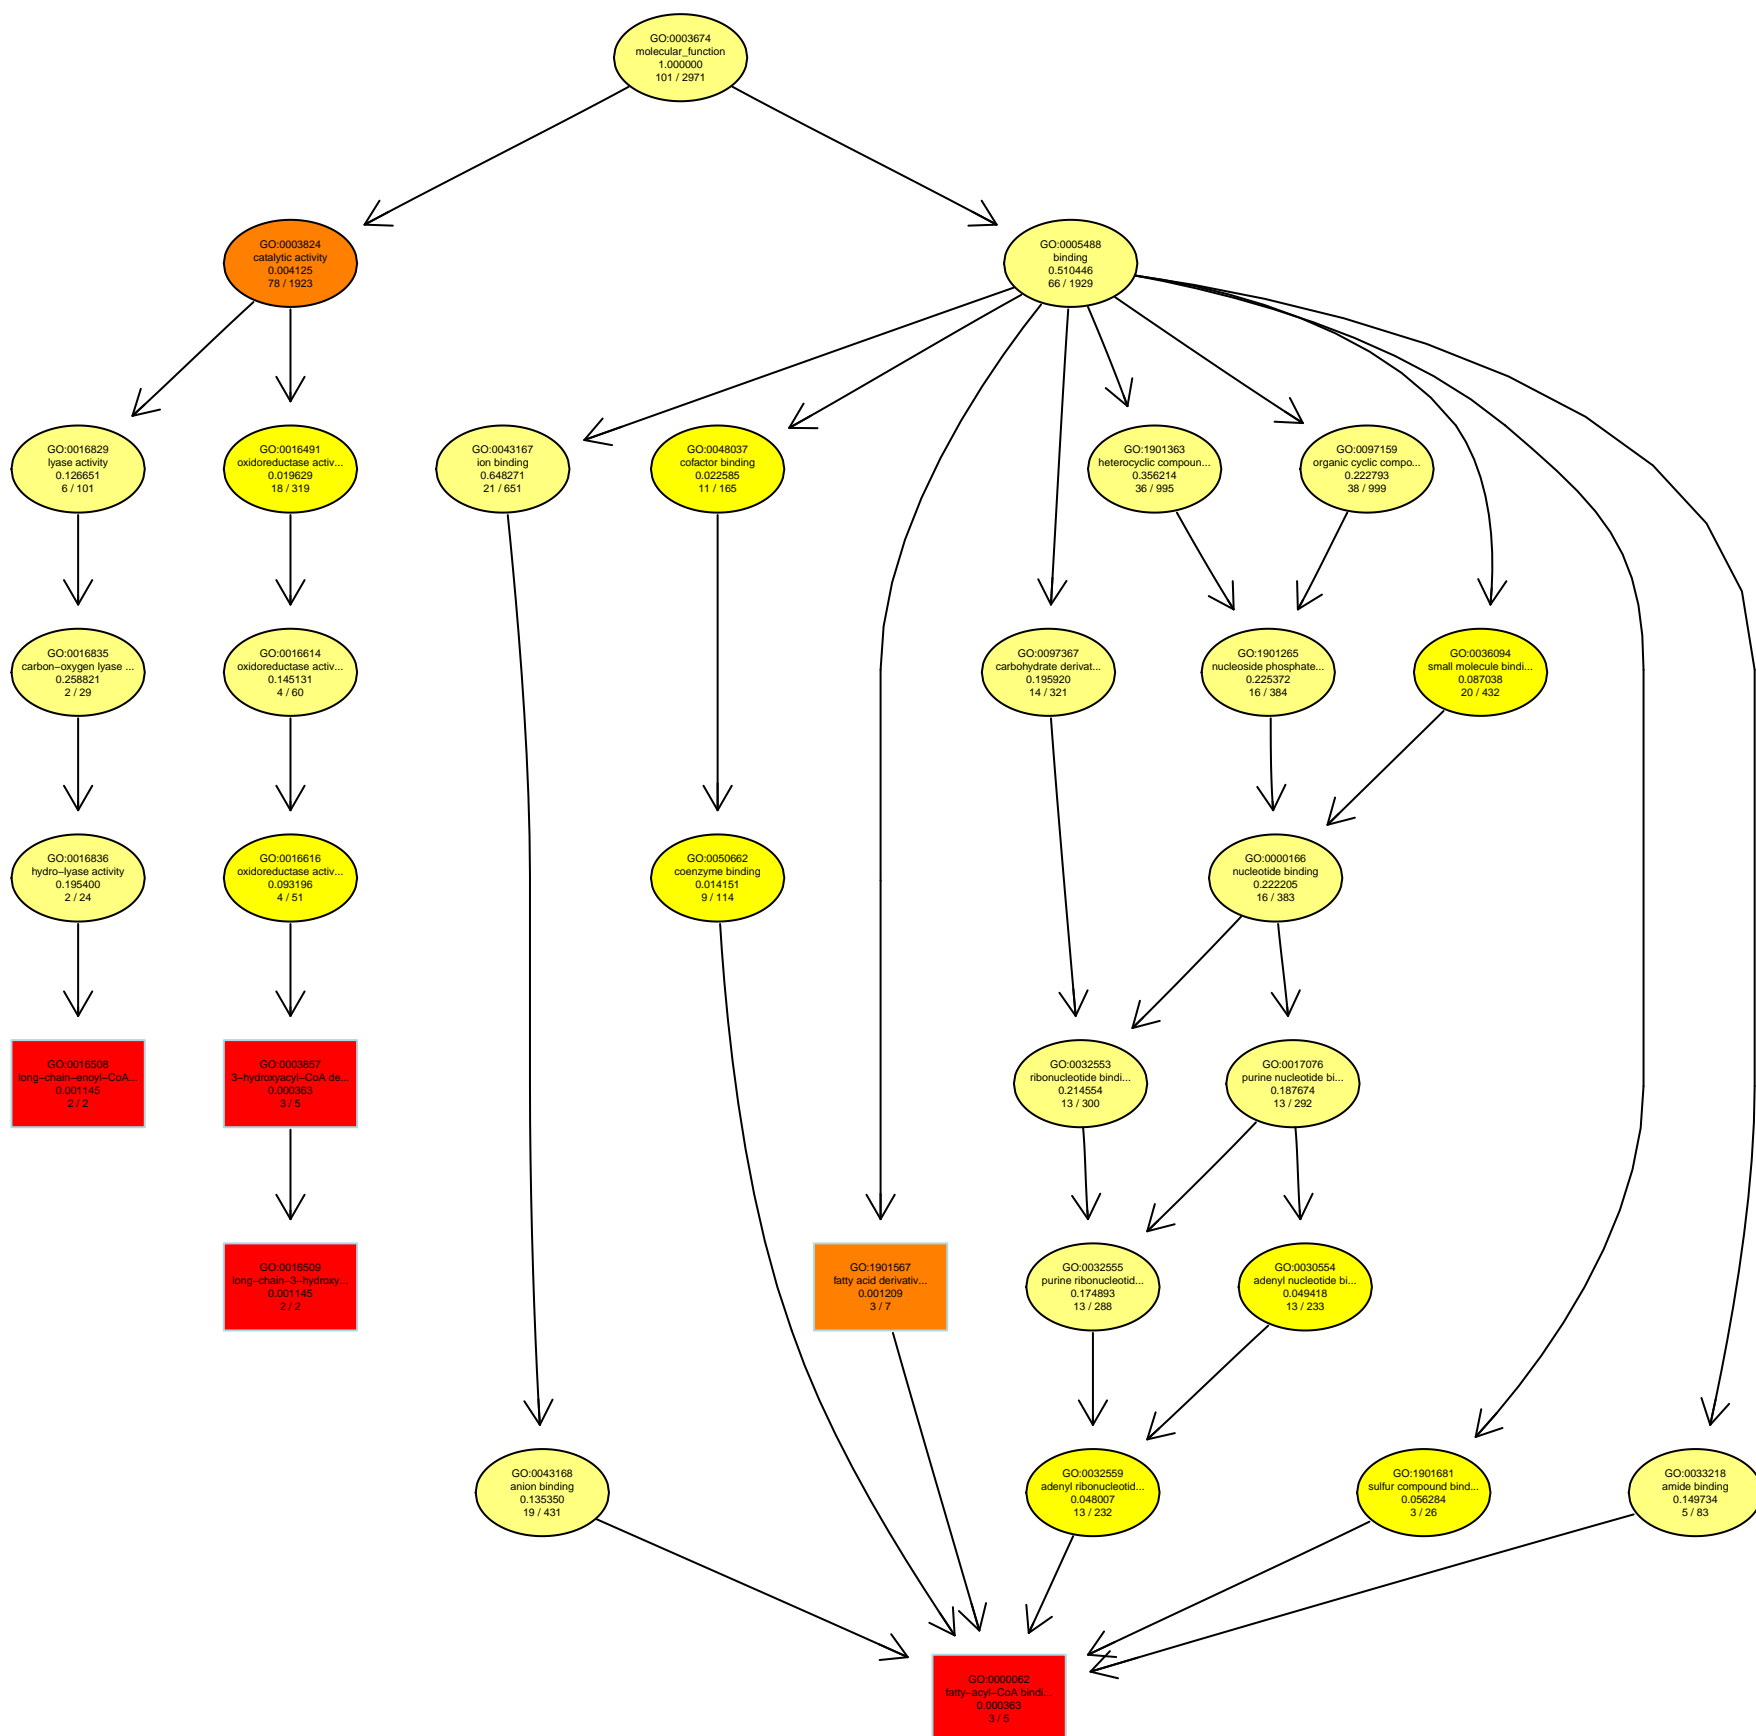 GO:0003674
molecular_function
1.000000
101 / 2971
GO:0003824
catalytic activity
0.004125
78 / 1923
GO:0005488
binding
0.510446
66 / 1929
GO:0016829
lyase activity
0.126651
6 / 101
GO:0016491
oxidoreductase activ...
0.019629
18 / 319
GO:0043167
ion binding
0.648271
21 / 651
GO:0048037
cofactor binding
0.022585
11 / 165
GO:1901363
heterocyclic compoun...
0.356214
36 / 995
GO:0097159
organic cyclic compo...
0.222793
38 / 999
GO:0016835
carbon−oxygen lyase ...
0.258821
2 / 29
GO:0016614
oxidoreductase activ...
0.145131
4 / 60
GO:0097367
carbohydrate derivat...
0.195920
14 / 321
GO:1901265
nucleoside phosphate...
0.225372
16 / 384
GO:0036094
small molecule bindi...
0.087038
20 / 432
GO:0016836
hydro−lyase activity
0.195400
2 / 24
GO:0016616
oxidoreductase activ...
0.093196
4 / 51
GO:0050662
coenzyme binding
0.014151
9 / 114
GO:0000166
nucleotide binding
0.222205
16 / 383
GO:0016508
long−chain−enoyl−CoA...
0.001145
2 / 2
GO:0003857
3−hydroxyacyl−CoA de...
0.000363
3 / 5
GO:0032553
ribonucleotide bindi...
0.214554
13 / 300
GO:0017076
purine nucleotide bi...
0.187674
13 / 292
GO:0016509
long−chain−3−hydroxy...
0.001145
2 / 2
GO:1901567
fatty acid derivativ...
0.001209
3 / 7
GO:0032555
purine ribonucleotid...
0.174893
13 / 288
GO:0030554
adenyl nucleotide bi...
0.049418
13 / 233
GO:0043168
anion binding
0.135350
19 / 431
GO:0032559
adenyl ribonucleotid...
0.048007
13 / 232
GO:1901681
sulfur compound bind...
0.056284
3 / 26
GO:0033218
amide binding
0.149734
5 / 83
GO:0000062
fatty−acyl−CoA bindi...
0.000363
3 / 5